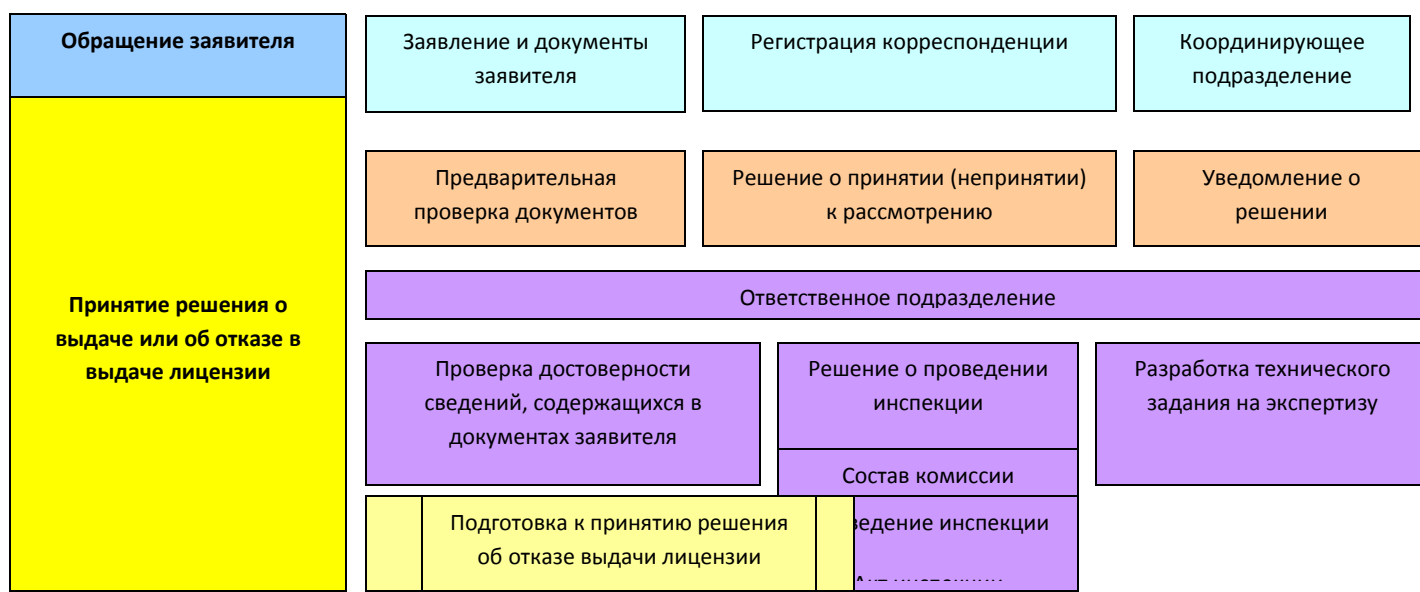 Обращение заявителя
Заявление и документы
заявителя
Регистрация корреспонденции
Координирующее
подразделение
Предварительная
проверка документов
Решение о принятии (непринятии)
к рассмотрению
Уведомление о
решении
Принятие решения о
выдаче или об отказе в
выдаче лицензии
Ответственное подразделение
Проверка достоверности
сведений, содержащихся в
документах заявителя
Решение о проведении
инспекции
Разработка технического
задания на экспертизу
Состав комиссии
Подготовка к принятию решения
об отказе выдачи лицензии
инспекции